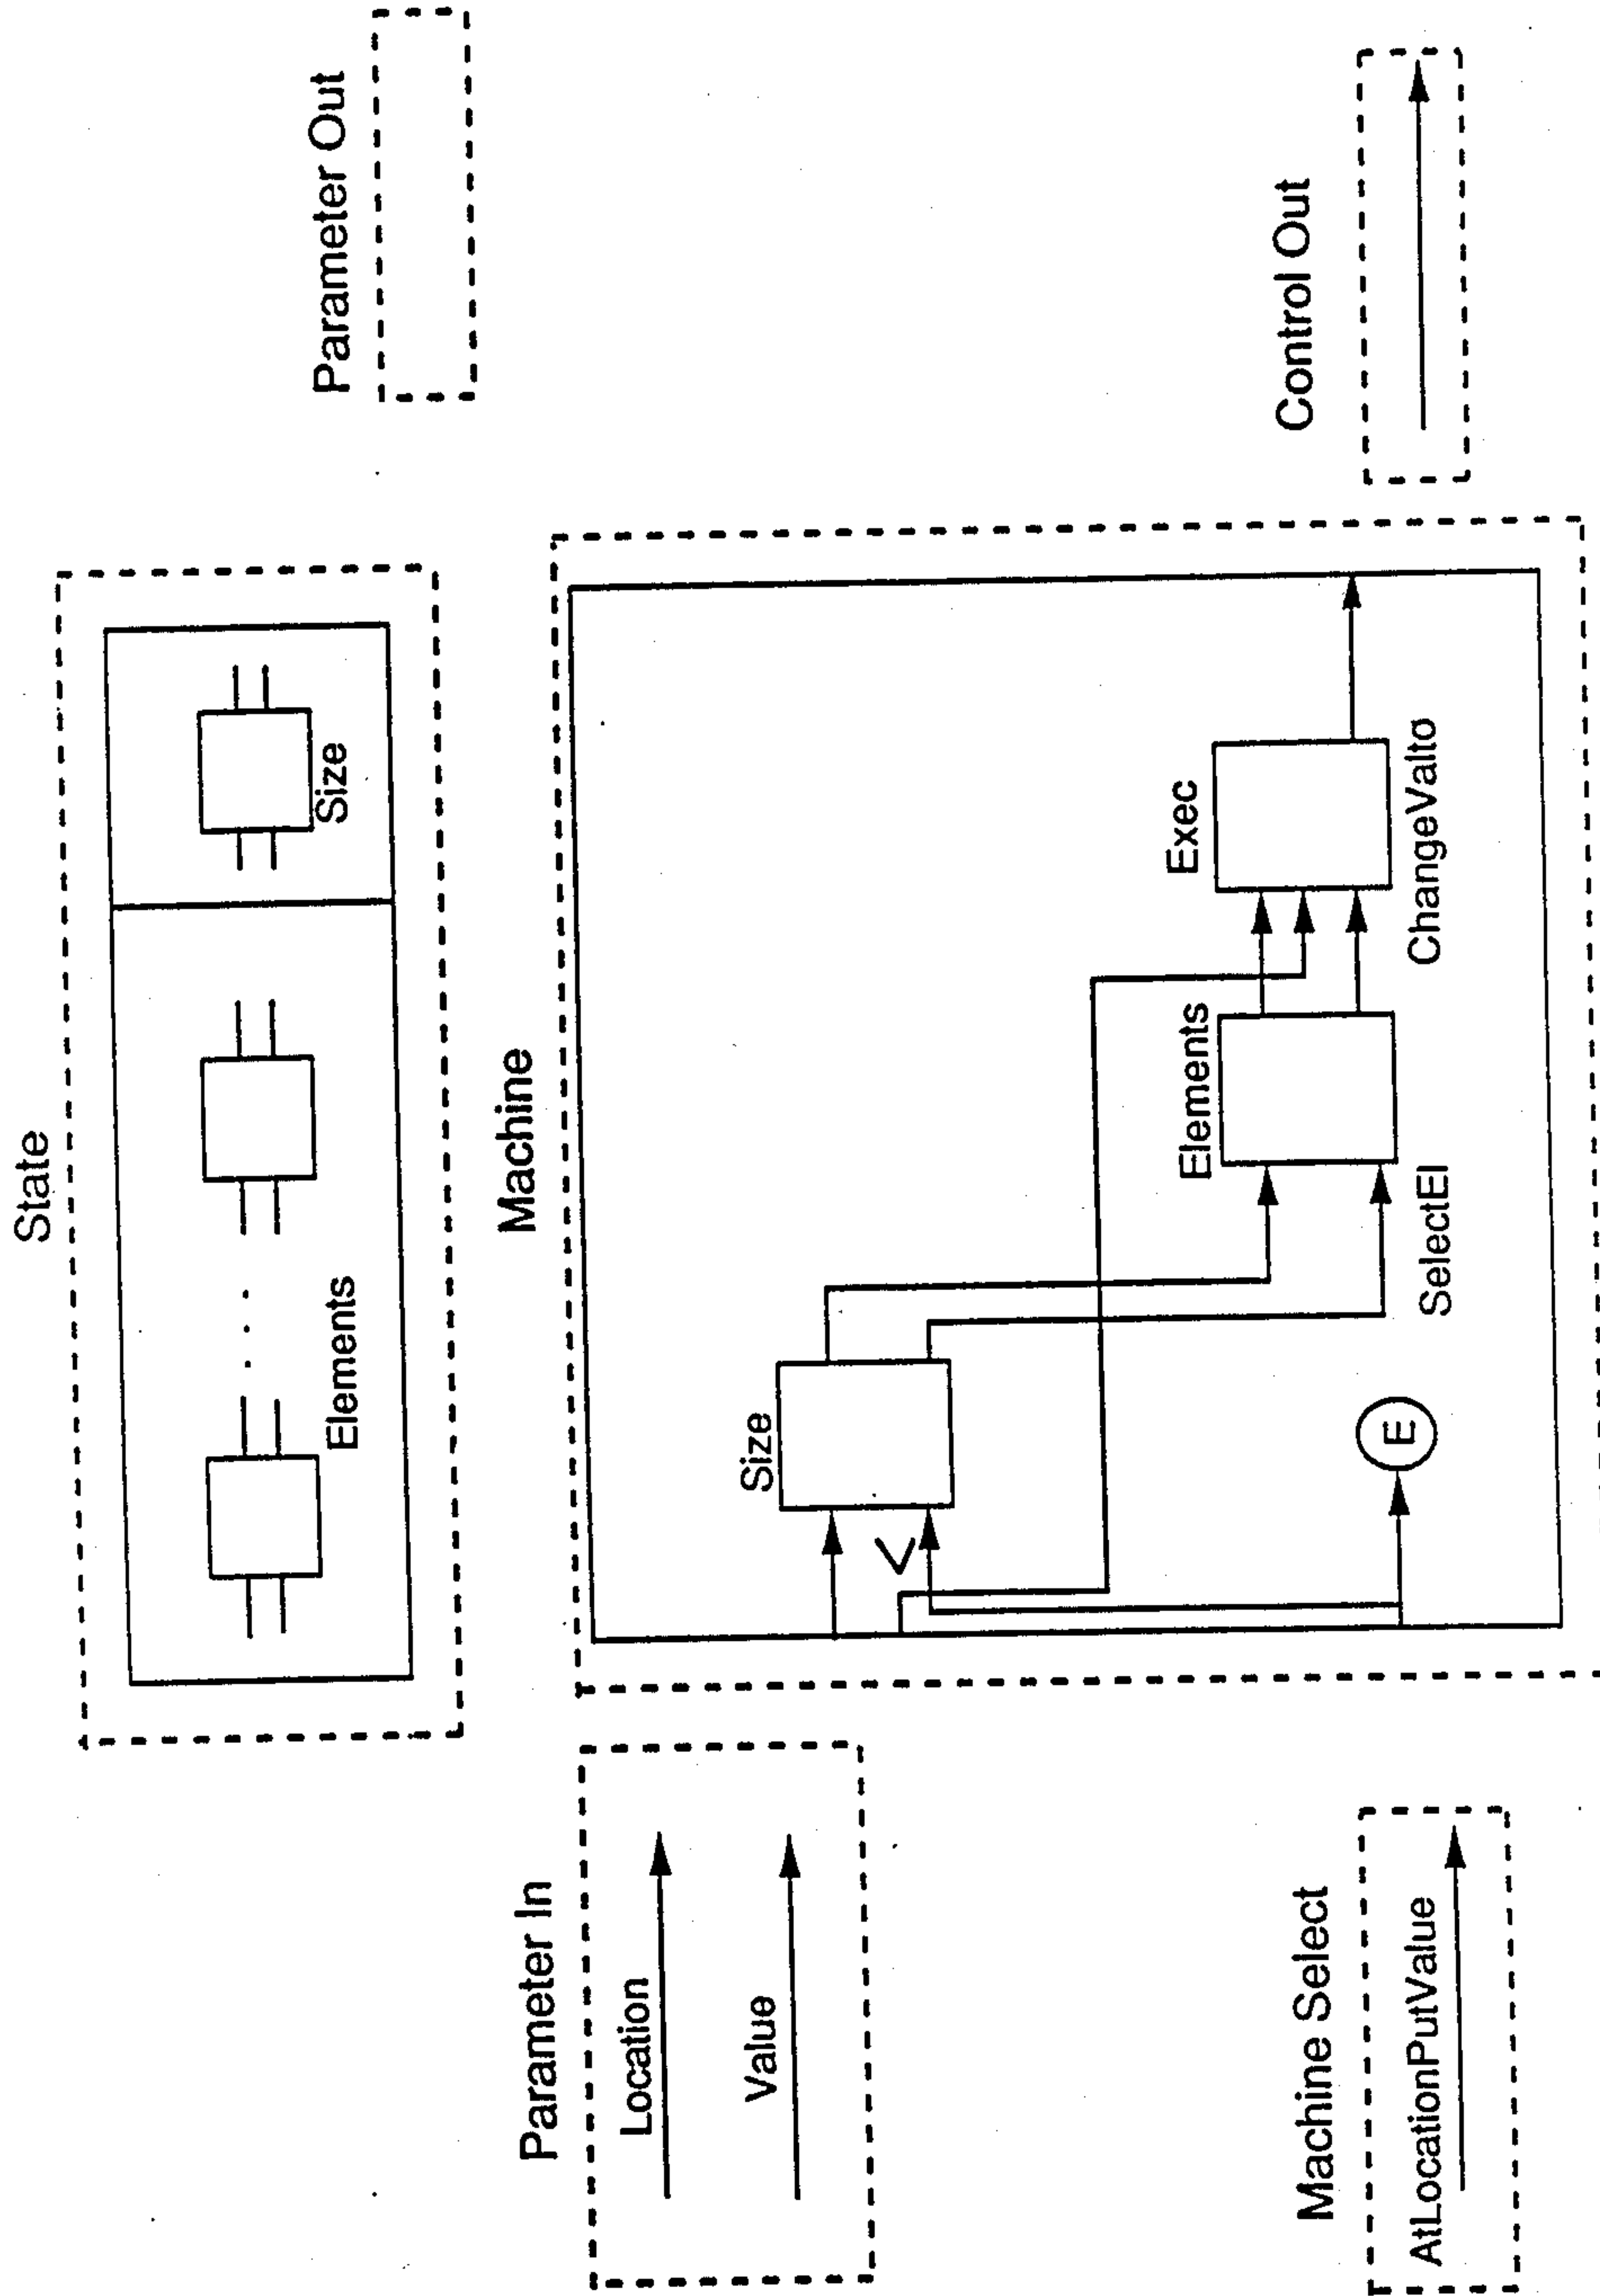 State
Elements
Size
Parameter Out
Parameter In
Location
Value
Machine
Size
V
Elements
SelectEl
Exec
ChangeValto
E
Machine Select
AtLocationPutValue
Control Out